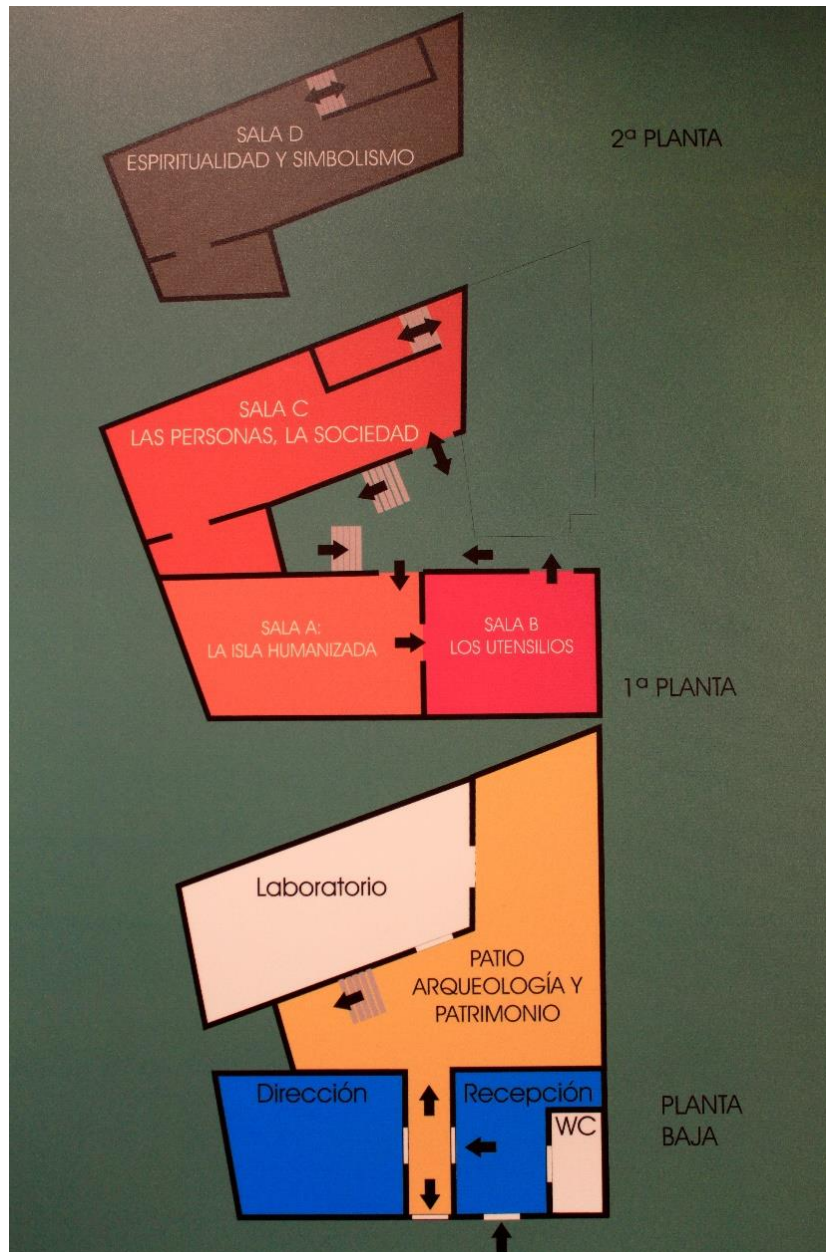 SALA D
ESPIRITUALIDAD Y SIMBOLISMO
2ª PLANTA
SALA C
LAS PERSONAS, LA SOCIEDAD
SALA A:
LA ISLA HUMANIZADA
SALA B
LOS UTENSILIOS
1ª PLANTA
Laboratorio
PATIO
ARQUEOLOGÍA Y
PATRIMONIO
Dirección
Recepción
WC
PLANTA
BAJA